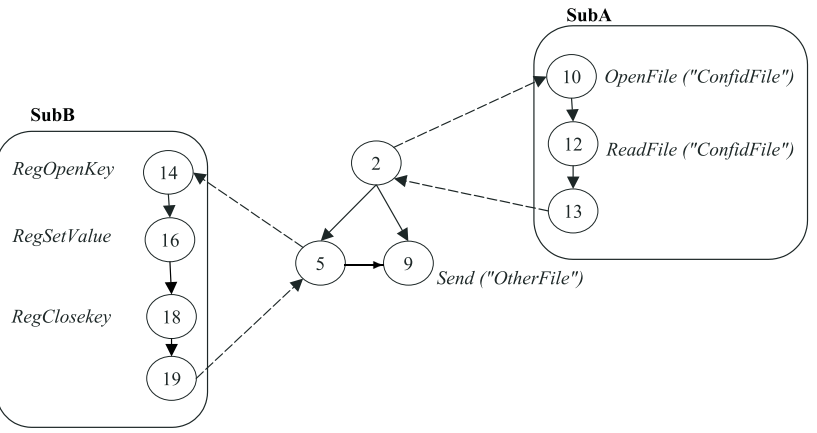 SubA
10 OpenFile ("ConfidFile")
12 ReadFile ("ConfidFile")
13
SubB
RegOpenKey 14
RegSetValue 16
RegClosekey 18
19
2
5
9
Send ("OtherFile")